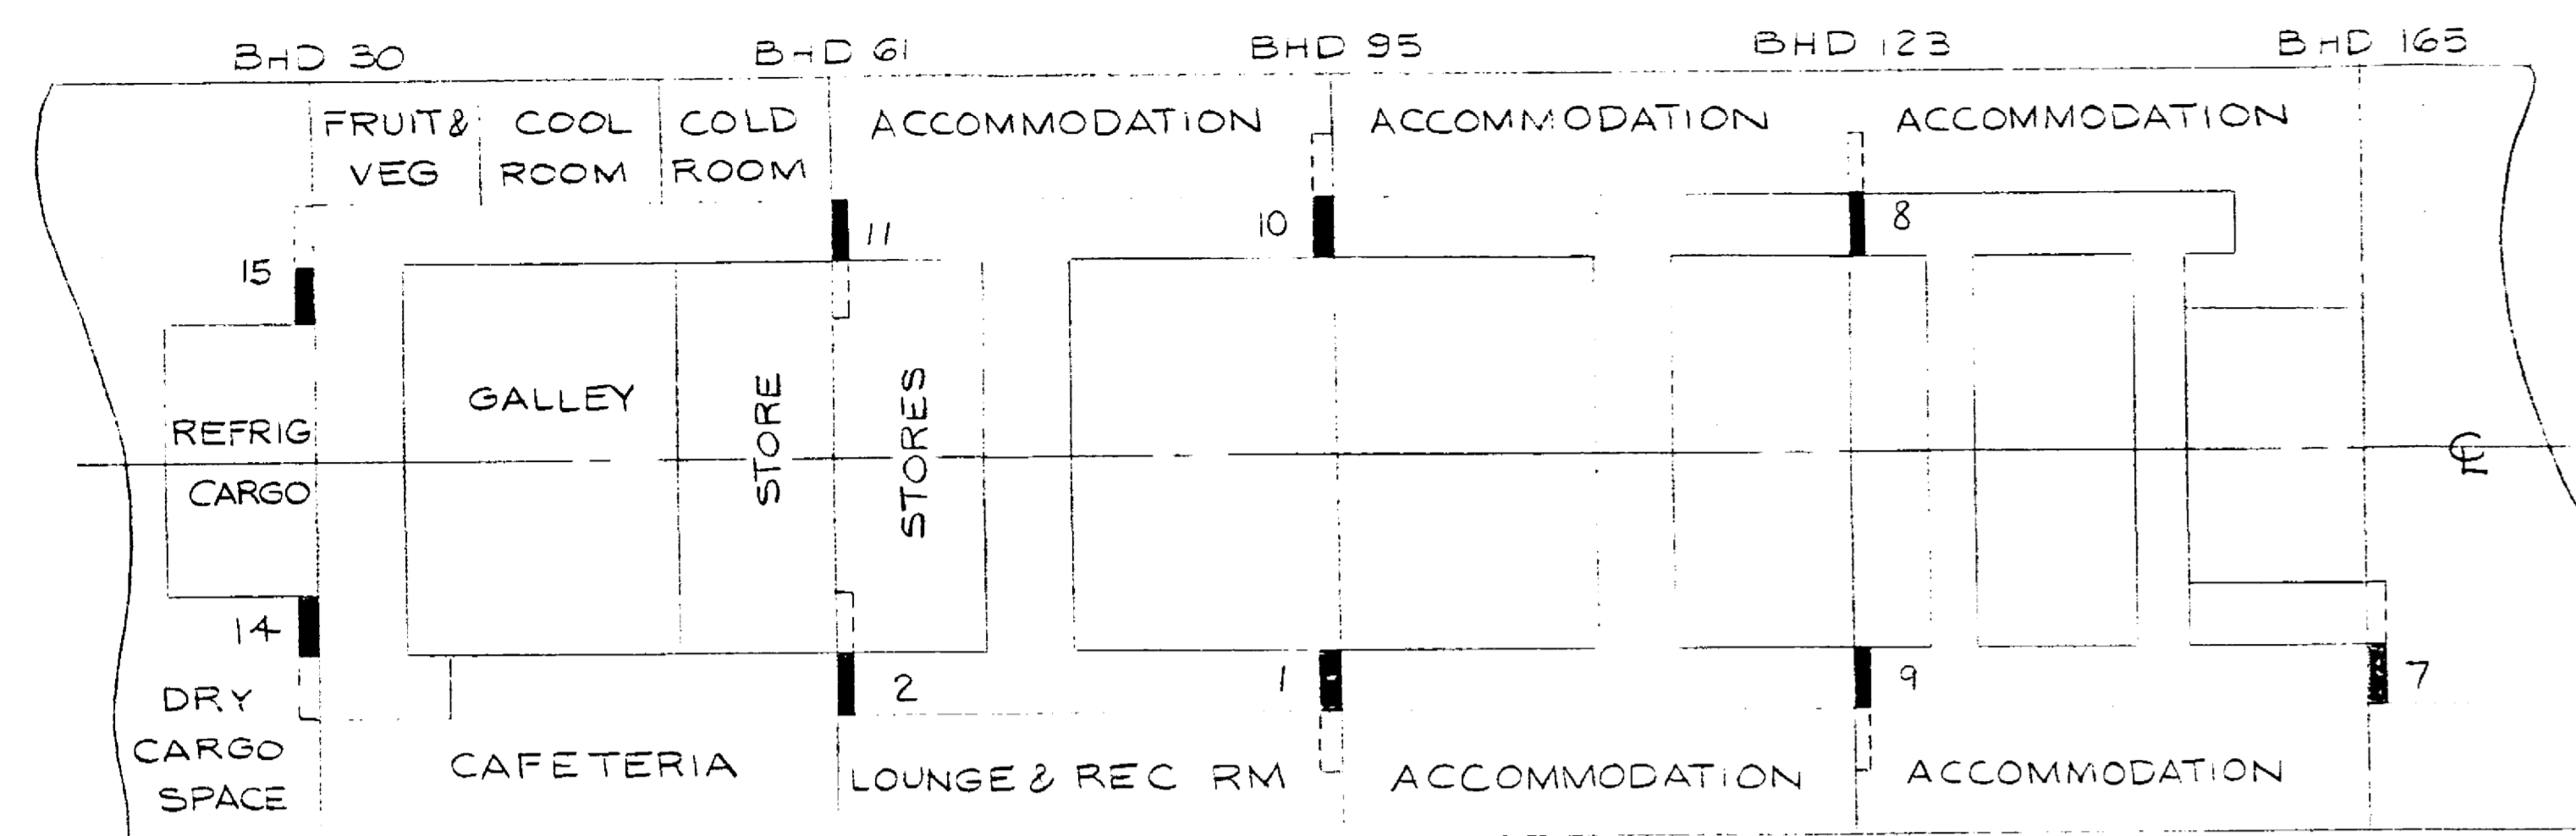 BHD 30
BHD 61
BHD 95
BHD 123
BHD 165
FRUIT &
VEG
COOL
ROOM
COLD
ROOM
ACCOMMODATION
ACCOMMODATION
ACCOMMODATION
15
11
10
8
REFRIG
CARGO
GALLEY
STORE
STORES
CL
14
2
1
9
7
DRY
CARGO
SPACE
CAFETERIA
LOUNGE & REC RM
ACCOMMODATION
ACCOMMODATION